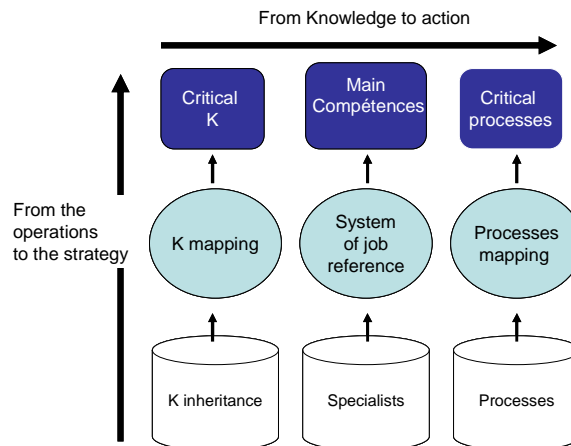 From Knowledge to action
Critical
K
Main
Compétences
Critical
processes
From the
operations
to the strategy
K mapping
System
of job
reference
Processes
mapping
K inheritance
Specialists
Processes